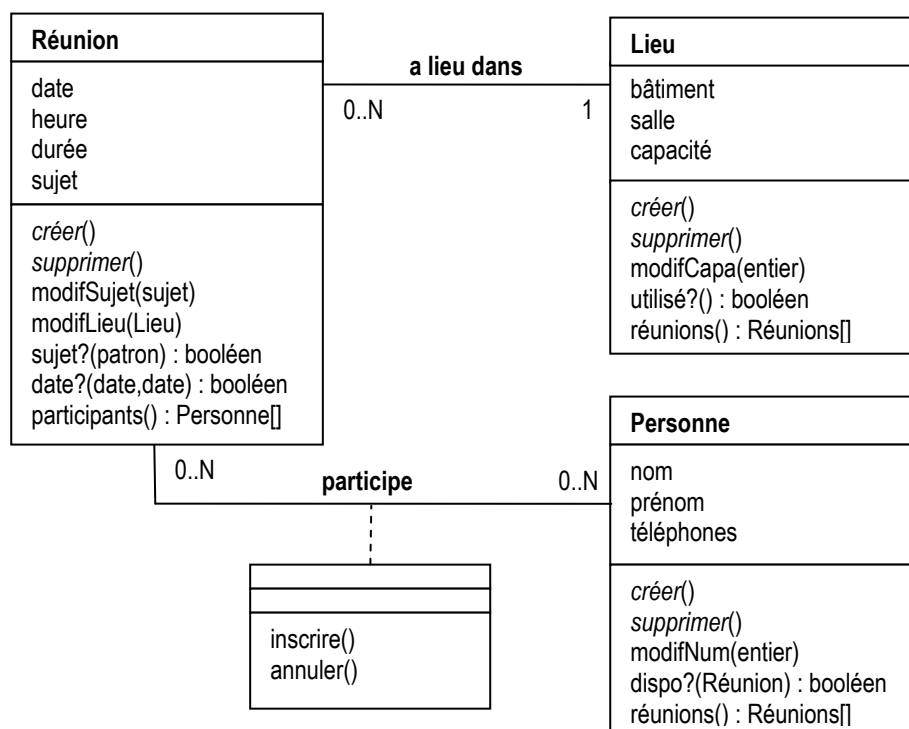 Réunion
date
heure
durée
sujet
créer()
supprimer()
modifSujet(sujet)
modifLieu(Lieu)
sujet?(patron) : booléen
date?(date,date) : booléen
participants() : Personne[]
a lieu dans
0..N
1
Lieu
bâtiment
salle
capacité
créer()
supprimer()
modifCapa(entier)
utilisé?() : booléen
réunions() : Réunions[]
0..N
participe
0..N
inscrire()
annuler()
Personne
nom
prénom
téléphones
créer()
supprimer()
modifNum(entier)
dispo?(Réunion) : booléen
réunions() : Réunions[]